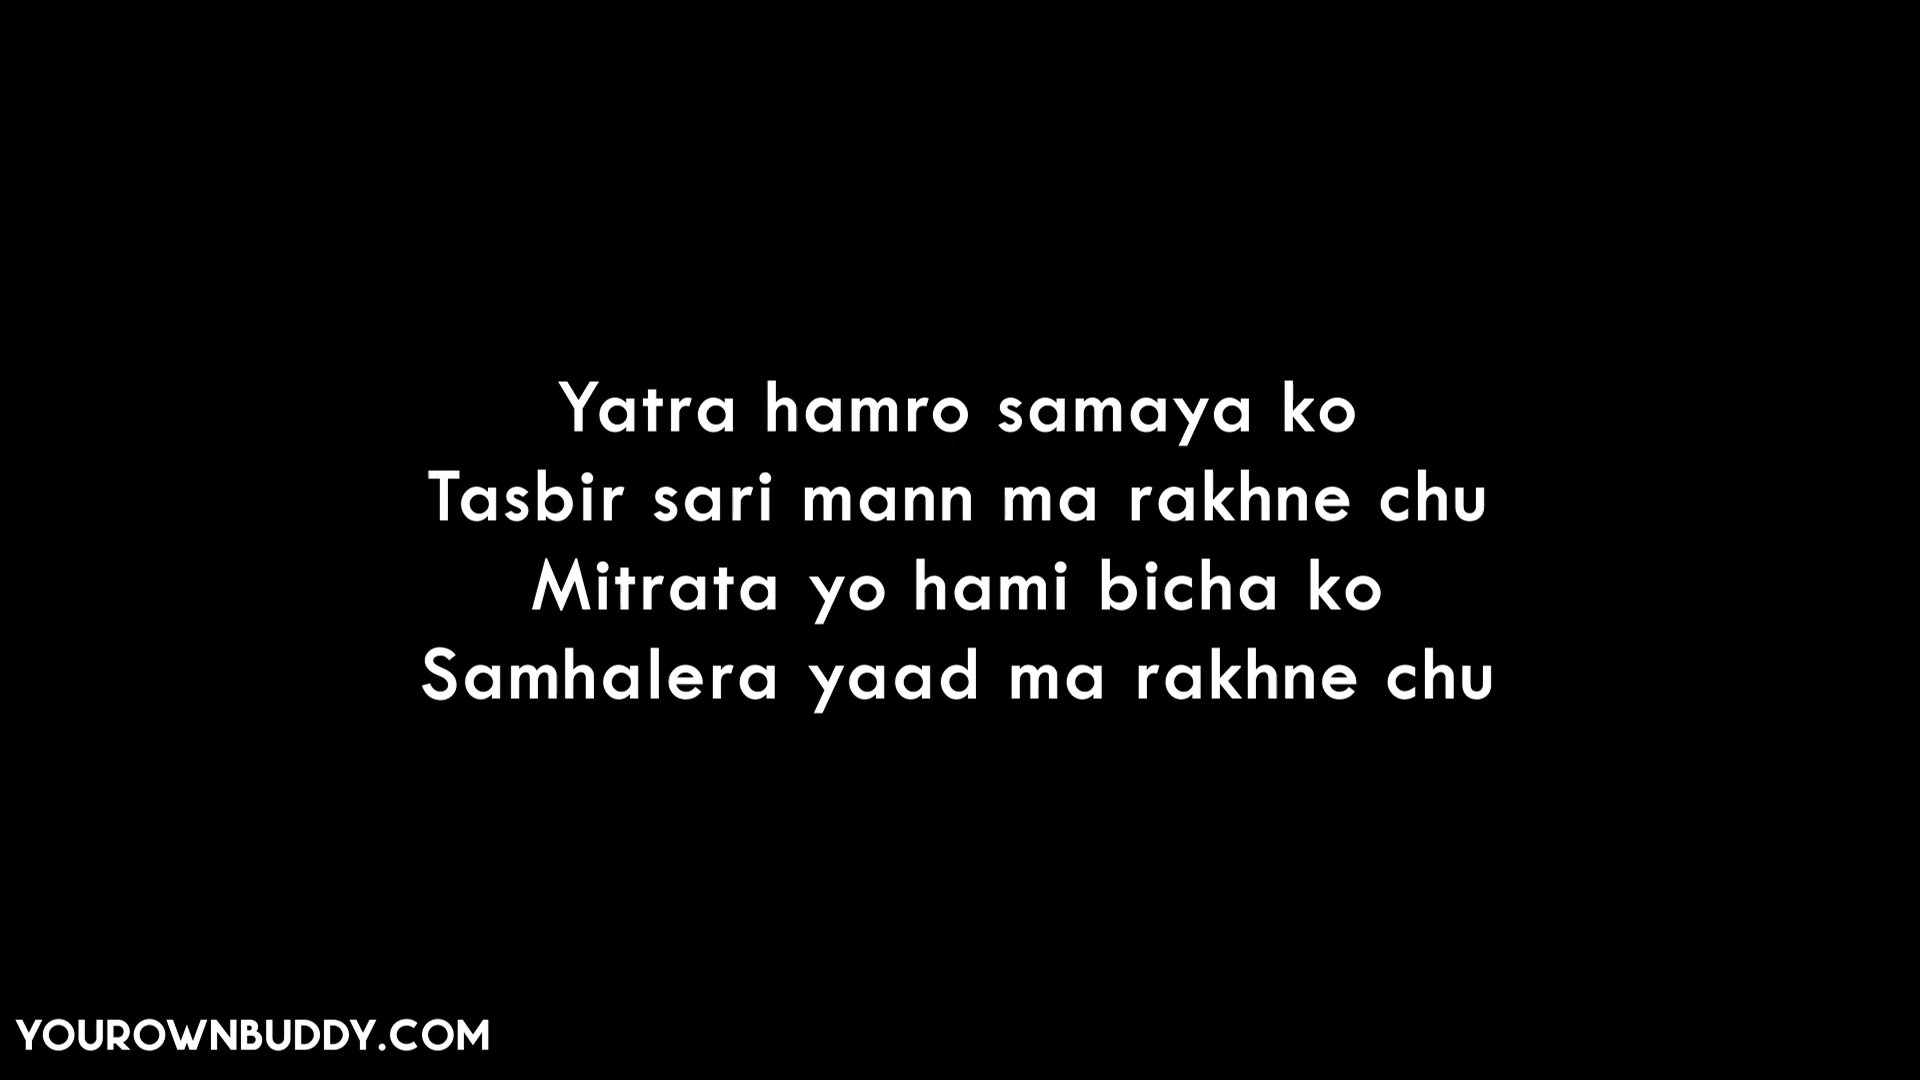 Yatra hamro samaya ko
Tasbir sari mann ma rakhne chu
Mitrata yo hami bicha ko
Samhalera yaad ma rakhne chu
YOUROWNBUDDY.COM